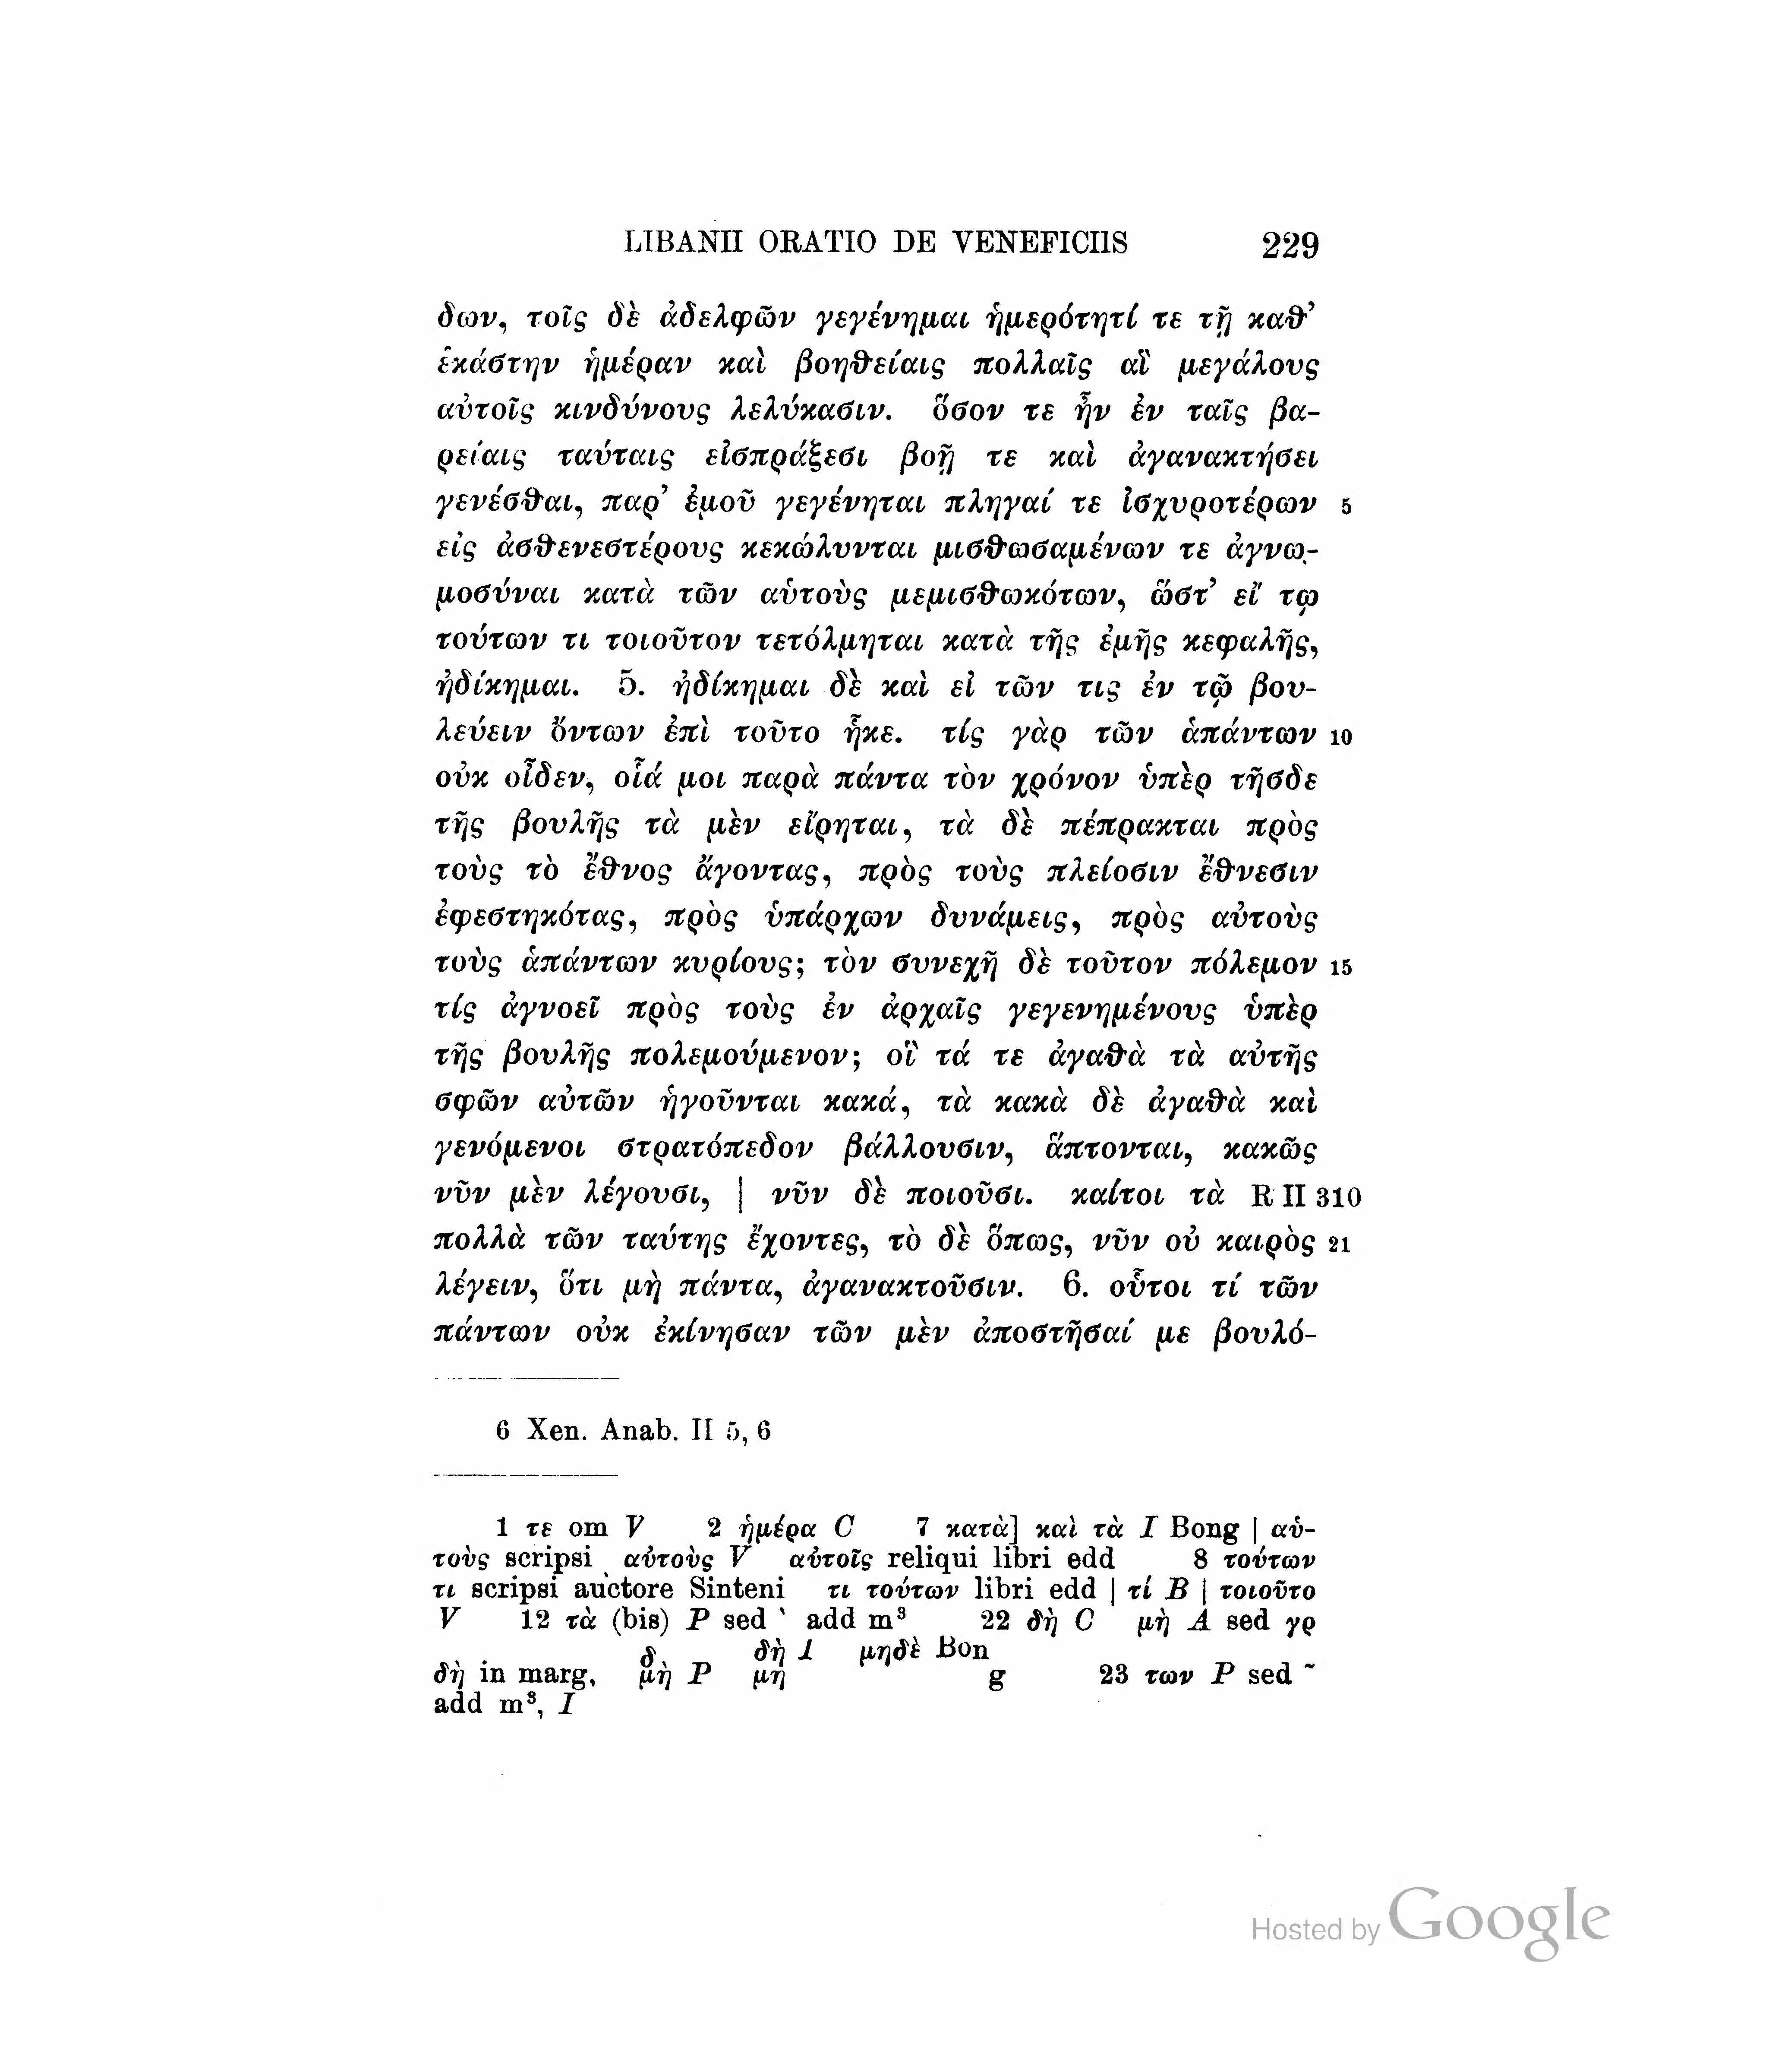 LIBANII ORATIO DE VENEFICIIS 229
δων, τοῖς δὲ ἀδελφῶν γεγένημαι ἡμερότητί τε τῇ καθ’
ἑκάστην ἡμέραν καὶ βοηθείαις πολλαῖς αἳ μεγάλους
αὐτοῖς κινδύνους λελύκασιν. ὅσον τε ἦν ἐν ταῖς βα-
ρείαις ταύταις εἰσπράξεσι βοῇ τε καὶ ἀγανακτήσει
γενέσθαι, παρ’ ἐμοῦ γεγένηται πληγαί τε ἰσχυροτέρων 5
εἰς ἀσθενεστέρους κεκώλυνται μισθωσαμένων τε ἀγνω-
μοσύναι κατὰ τῶν αὑτοὺς μεμισθωκότων, ὥστ’ εἴ τῳ
τούτων τι τοιοῦτον τετόλμηται κατὰ τῆς ἐμῆς κεφαλῆς,
ἠδίκημαι. 5. ἠδίκημαι δὲ καὶ εἰ τῶν τις ἐν τῷ βου-
λεύειν ὄντων ἐπὶ τοῦτο ἧκε. τίς γὰρ τῶν ἁπάντων 10
οὐκ οἶδεν, οἷά μοι παρὰ πάντα τὸν χρόνον ὑπὲρ τῆσδε
τῆς βουλῆς τὰ μὲν εἴρηται, τὰ δὲ πέπρακται πρὸς
τοὺς τὸ ἔθνος ἄγοντας, πρὸς τοὺς πλείοσιν ἔθνεσιν
ἐφεστηκότας, πρὸς ὑπάρχων δυνάμεις, πρὸς αὐτοὺς
τοὺς ἁπάντων κυρίους; τὸν συνεχῆ δὲ τοῦτον πόλεμον 15
τίς ἀγνοεῖ πρὸς τοὺς ἐν ἀρχαῖς γεγενημένους ὑπὲρ
τῆς βουλῆς πολεμούμενον; οἳ τά τε ἀγαθὰ τὰ αὐτῆς
σφῶν αὐτῶν ἡγοῦνται κακά, τὰ κακὰ δὲ ἀγαθὰ καὶ
γενόμενοι στρατόπεδον βάλλουσιν, ἅπτονται, κακῶς
νῦν μὲν λέγουσι, | νῦν δὲ ποιοῦσι. καίτοι τὰ R II 310
πολλὰ τῶν ταύτης ἔχοντες, τὸ δὲ ὅπως, νῦν οὐ καιρὸς 21
λέγειν, ὅτι μὴ πάντα, ἀγανακτοῦσιν. 6. οὗτοι τί τῶν
πάντων οὐκ ἐκίνησαν τῶν μὲν ἀποστῆσαί με βουλό-
6 Xen. Anab. II 5, 6
1 τε om V 2 ἡμέρα C 7 κατὰ] καὶ τὰ I Bong | αὑ-
τοὺς scripsi αὐτοὺς V αὐτοῖς reliqui libri edd 8 τούτων
τι scripsi auctore Sinteni τι τούτων libri edd | τί B | τοιοῦτο
V 12 τὰ (bis) P sed ` add m³ 22 δὴ C μὴ A sed γρ
δ δὴ I μηδὲ Bon
δὴ in marg, μὴ P μη g 23 των P sed ῀
add m³, I
Hosted by Google